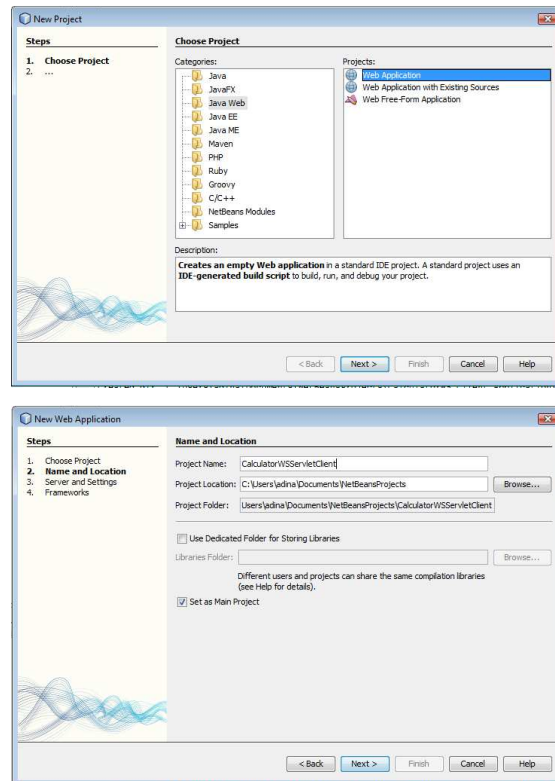 New Project
Steps
1. Choose Project
2. ...
Choose Project
Categories:
Java
JavaFX
Java Web
Java EE
Java ME
Maven
PHP
Ruby
Groovy
C/C++
NetBeans Modules
Samples
Projects:
Web Application
Web Application with Existing Sources
Web Free-Form Application
Description:
Creates an empty Web application in a standard IDE project. A standard project uses an
IDE-generated build script to build, run, and debug your project.
< Back Next > Finish Cancel Help
New Web Application
Steps
1. Choose Project
2. Name and Location
3. Server and Settings
4. Frameworks
Name and Location
Project Name: CalculatorWSServletClient
Project Location: C:\Users\adina\Documents\NetBeansProjects Browse...
Project Folder: Users\adina\Documents\NetBeansProjects\CalculatorWSServletClient
Use Dedicated Folder for Storing Libraries
Libraries Folder: Browse...
Different users and projects can share the same compilation libraries
(see Help for details).
Set as Main Project
< Back Next > Finish Cancel Help